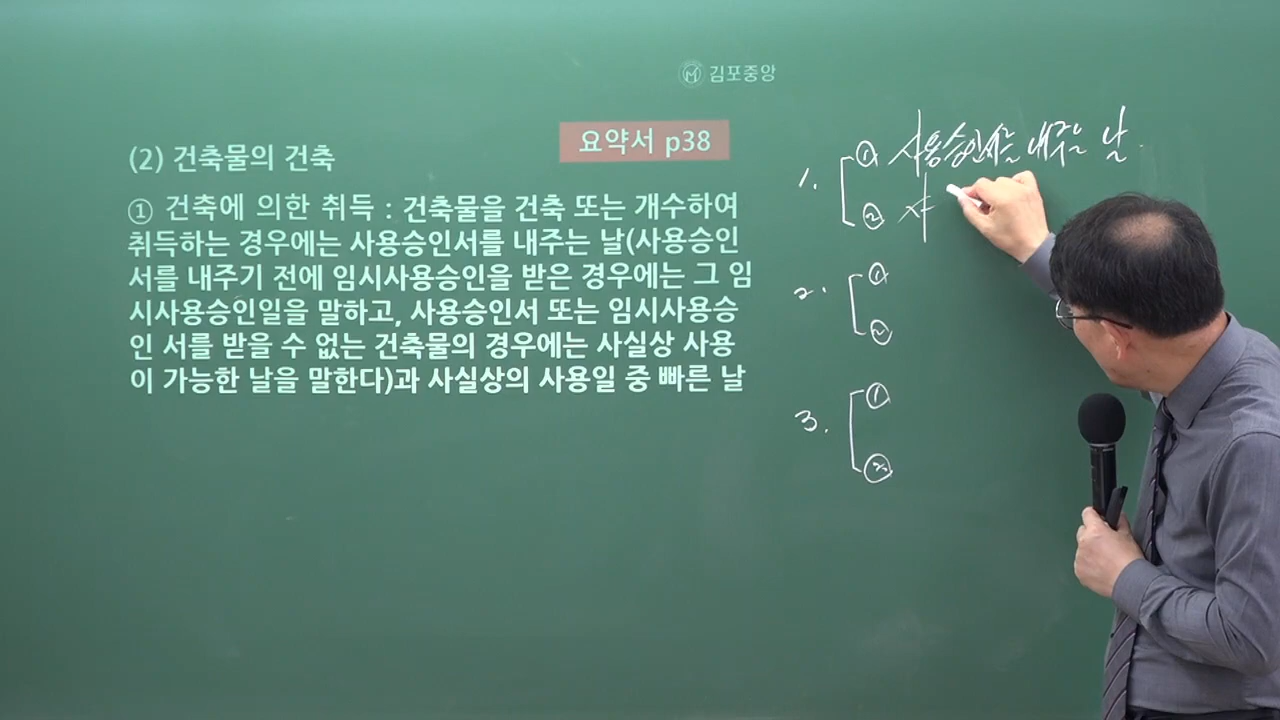 김포중앙
요약서 p38
(2) 건축물의 건축
① 건축에 의한 취득 : 건축물을 건축 또는 개수하여
취득하는 경우에는 사용승인서를 내주는 날(사용승인
서를 내주기 전에 임시사용승인을 받은 경우에는 그 임
시사용승인일을 말하고, 사용승인서 또는 임시사용승
인 서를 받을 수 없는 건축물의 경우에는 사실상 사용
이 가능한 날을 말한다)과 사실상의 사용일 중 빠른 날
1. ① 사용승인서를 내주는 날.
② 사
2. ①
②
3. ①
②